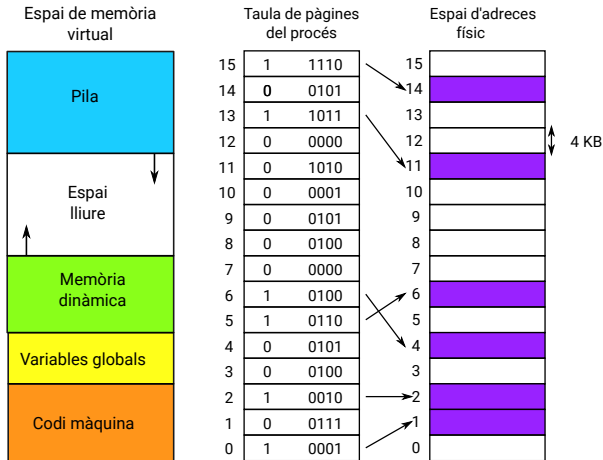 Espai de memòria
virtual
Pila
Espai
lliure
Memòria
dinàmica
Variables globals
Codi màquina
Taula de pàgines
del procés
15 1 1110
14 0 0101
13 1 1011
12 0 0000
11 0 1010
10 0 0001
9 0 0101
8 0 0100
7 0 0000
6 1 0100
5 1 0110
4 0 0101
3 0 0100
2 1 0010
1 0 0111
0 1 0001
Espai d'adreces
físic
15
14
13
12
11
10
9
8
7
6
5
4
3
2
1
0
4 KB